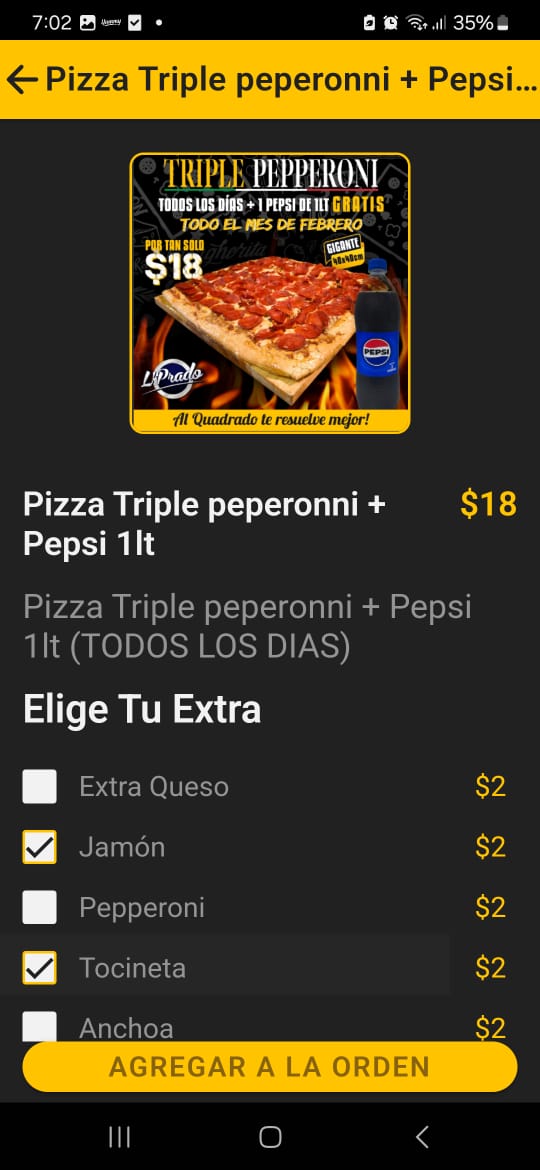 7:02
35%
Pizza Triple peperonni + Pepsi...
TRIPLE PEPPERONI
TODOS LOS DÍAS + 1 PEPSI DE 1LT GRATIS
TODO EL MES DE FEBRERO
POR TAN SOLO
$18
GIGANTE
40x40cm
PEPSI
Prado
Al Quadrado te resuelve mejor!
Pizza Triple peperonni +
Pepsi 1lt
$18
Pizza Triple peperonni + Pepsi
1lt (TODOS LOS DIAS)
Elige Tu Extra
Extra Queso $2
Jamón $2
Pepperoni $2
Tocineta $2
Anchoa $2
AGREGAR A LA ORDEN